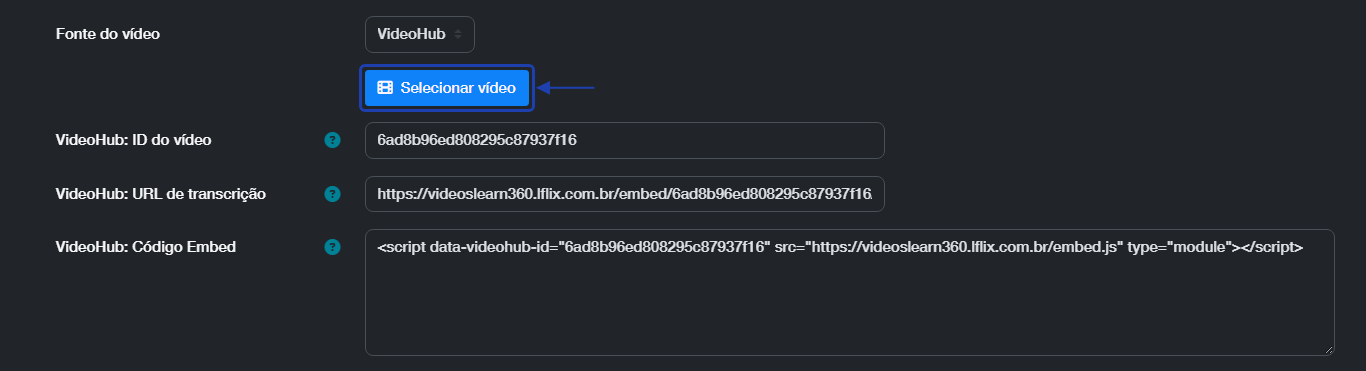 Fonte do vídeo
VideoHub
Selecionar vídeo
VideoHub: ID do vídeo
?
6ad8b96ed808295c87937f16
VideoHub: URL de transcrição
?
https://videoslearn360.lflix.com.br/embed/6ad8b96ed808295c87937f16.
VideoHub: Código Embed
?
<script data-videohub-id="6ad8b96ed808295c87937f16" src="https://videoslearn360.lflix.com.br/embed.js" type="module"></script>